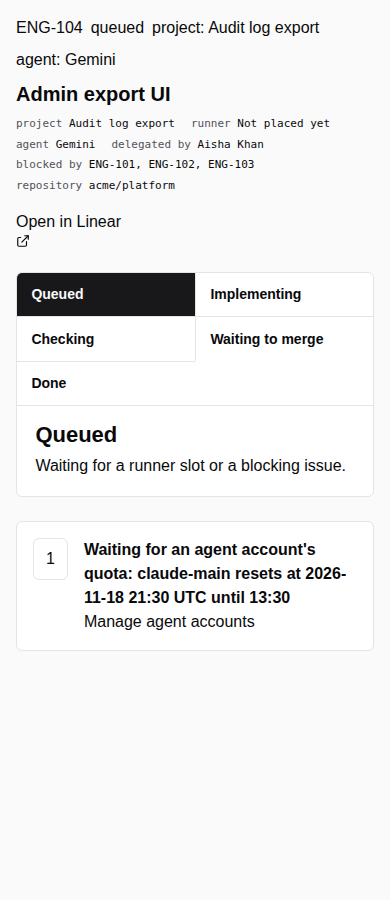 ENG-104 queued project: Audit log export
agent: Gemini
Admin export UI
project Audit log export runner Not placed yet
agent Gemini delegated by Aisha Khan
blocked by ENG-101, ENG-102, ENG-103
repository acme/platform
Open in Linear
Queued
Implementing
Checking
Waiting to merge
Done
Queued
Waiting for a runner slot or a blocking issue.
1
Waiting for an agent account's
quota: claude-main resets at 2026-
11-18 21:30 UTC until 13:30
Manage agent accounts